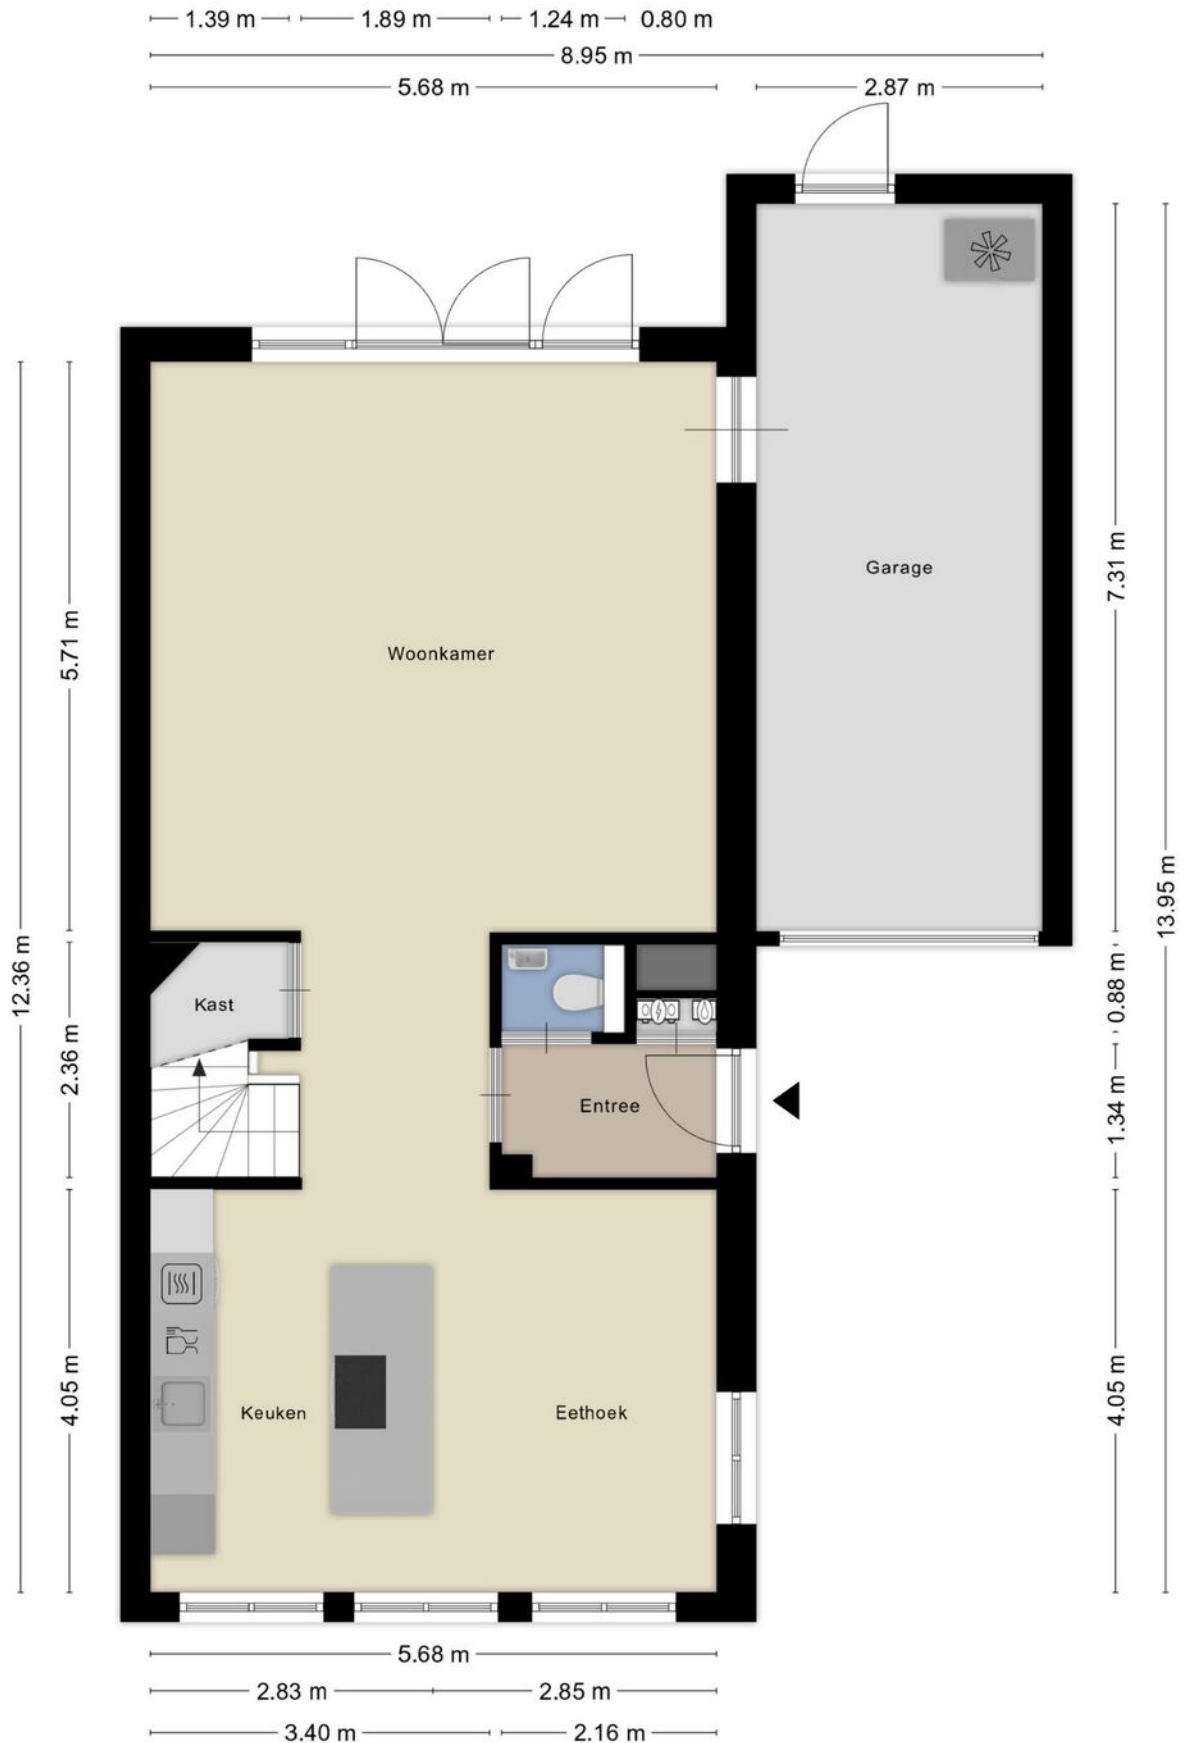 1.39 m 1.89 m 1.24 m 0.80 m
8.95 m
5.68 m 2.87 m
Garage
7.31 m
5.71 m
Woonkamer
13.95 m
12.36 m
0.88 m
Kast
2.36 m
Entree
1.34 m
4.05 m
4.05 m
Keuken
Eethoek
5.68 m
2.83 m 2.85 m
3.40 m 2.16 m